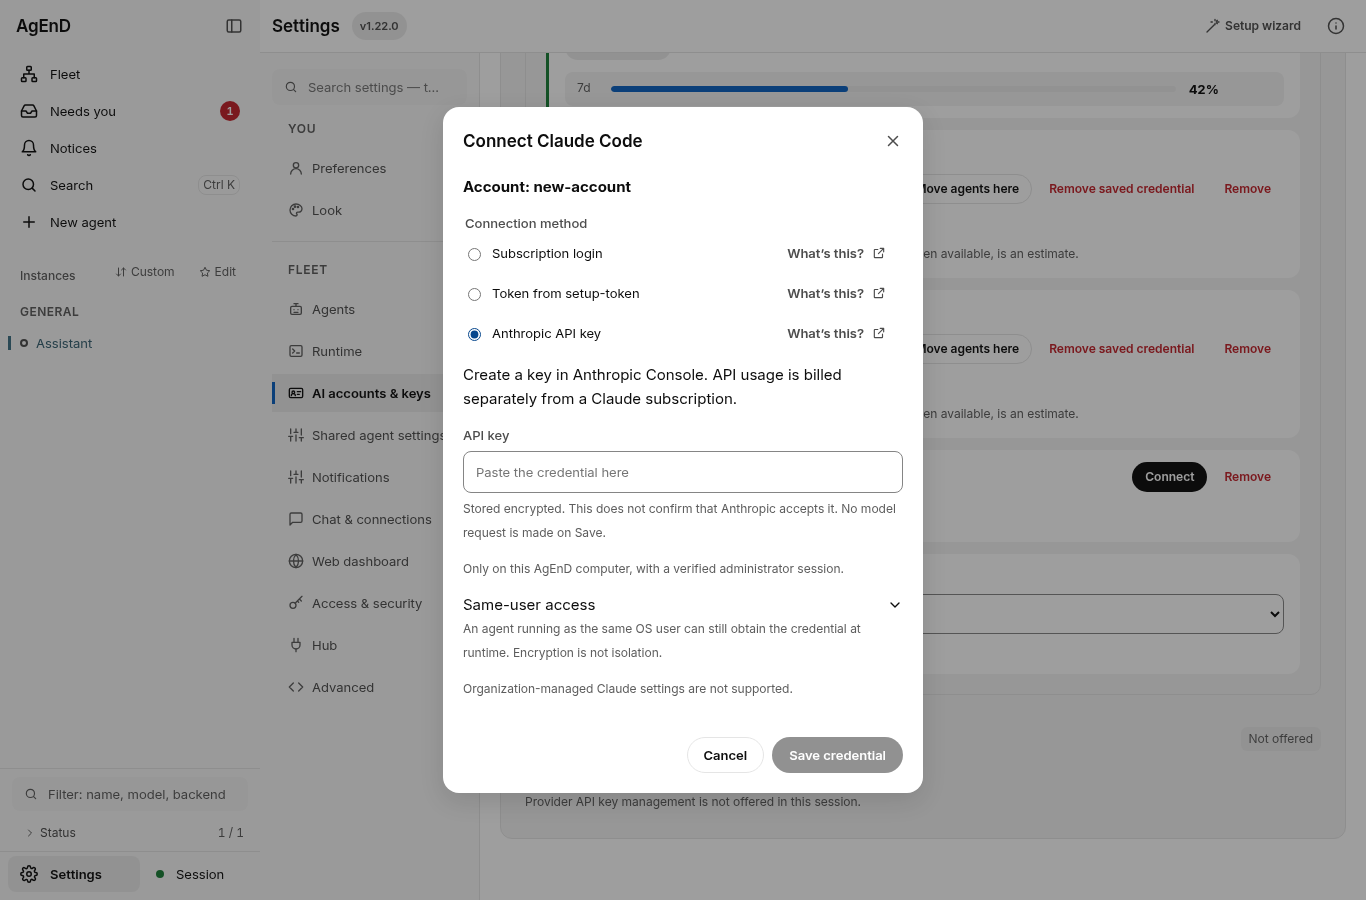 AgEnD
Fleet
Needs you
1
Notices
Search
Ctrl K
New agent
Instances
Custom
Edit
GENERAL
Assistant
Filter: name, model, backend
Status
1 / 1
Settings
Session
Settings
v1.22.0
Setup wizard
Search settings — t...
YOU
Preferences
Look
FLEET
Agents
Runtime
AI accounts & keys
Shared agent settings
Notifications
Chat & connections
Web dashboard
Access & security
Hub
Advanced
7d
42%
Move agents here
Remove saved credential
Remove
available, is an estimate.
Move agents here
Remove saved credential
Remove
available, is an estimate.
Connect
Remove
Not offered
Provider API key management is not offered in this session.
Connect Claude Code
Account: new-account
Connection method
Subscription login
What's this?
Token from setup-token
What's this?
Anthropic API key
What's this?
Create a key in Anthropic Console. API usage is billed
separately from a Claude subscription.
API key
Paste the credential here
Stored encrypted. This does not confirm that Anthropic accepts it. No model
request is made on Save.
Only on this AgEnD computer, with a verified administrator session.
Same-user access
An agent running as the same OS user can still obtain the credential at
runtime. Encryption is not isolation.
Organization-managed Claude settings are not supported.
Cancel
Save credential